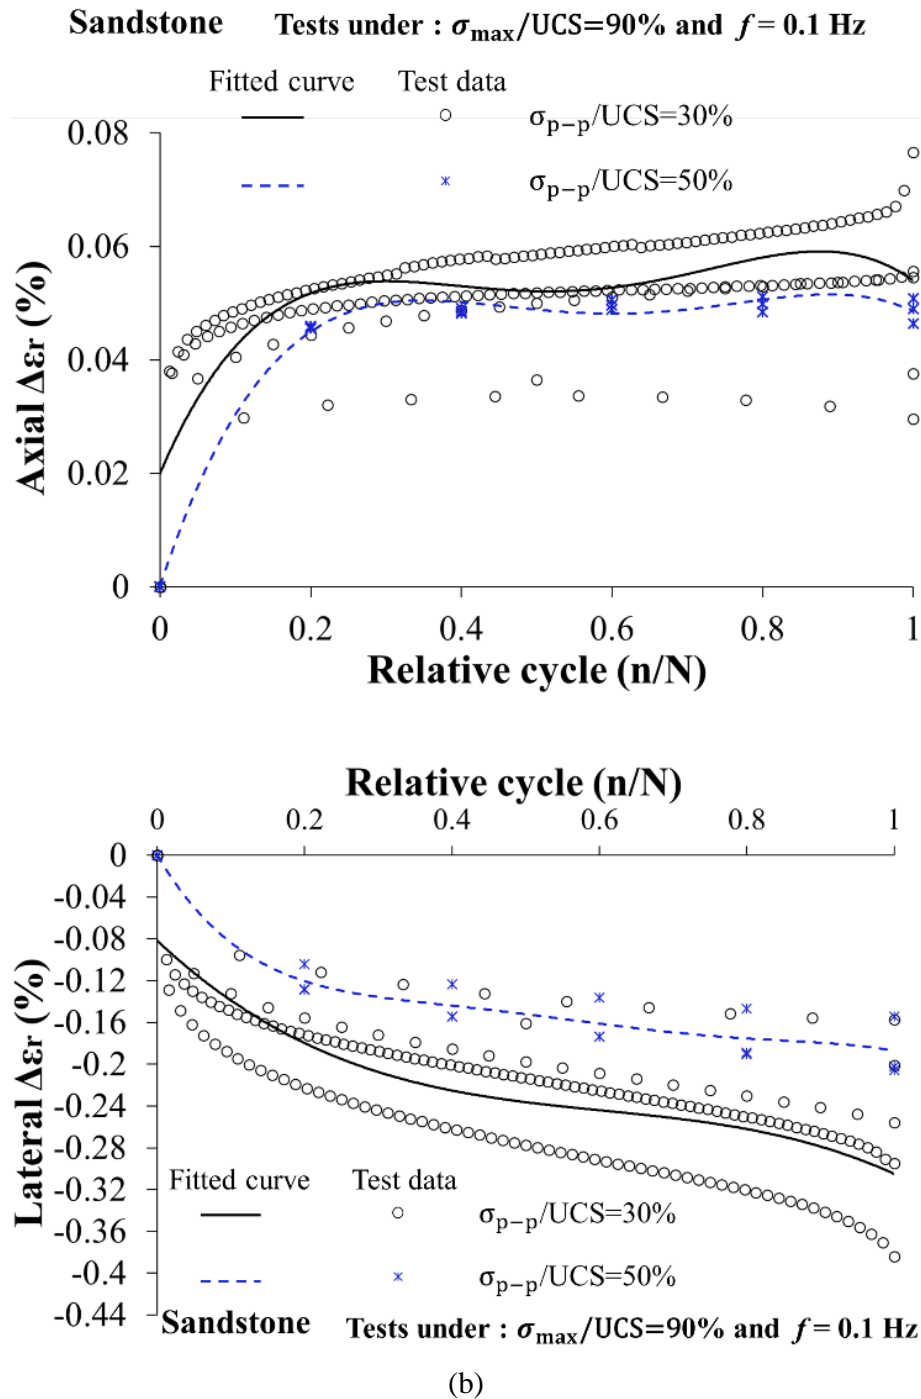 Sandstone Tests under : σmax/UCS=90% and f = 0.1 Hz
Fitted curve Test data
σp−p/UCS=30%
σp−p/UCS=50%
0.08
0.06
0.04
0.02
0
Axial Δεr (%)
0 0.2 0.4 0.6 0.8 1
Relative cycle (n/N)
Relative cycle (n/N)
0 0.2 0.4 0.6 0.8 1
0
-0.04
-0.08
-0.12
-0.16
-0.2
-0.24
-0.28
-0.32
-0.36
-0.4
-0.44
Lateral Δεr (%)
Fitted curve Test data
σp−p/UCS=30%
σp−p/UCS=50%
Sandstone Tests under : σmax/UCS=90% and f = 0.1 Hz
(b)